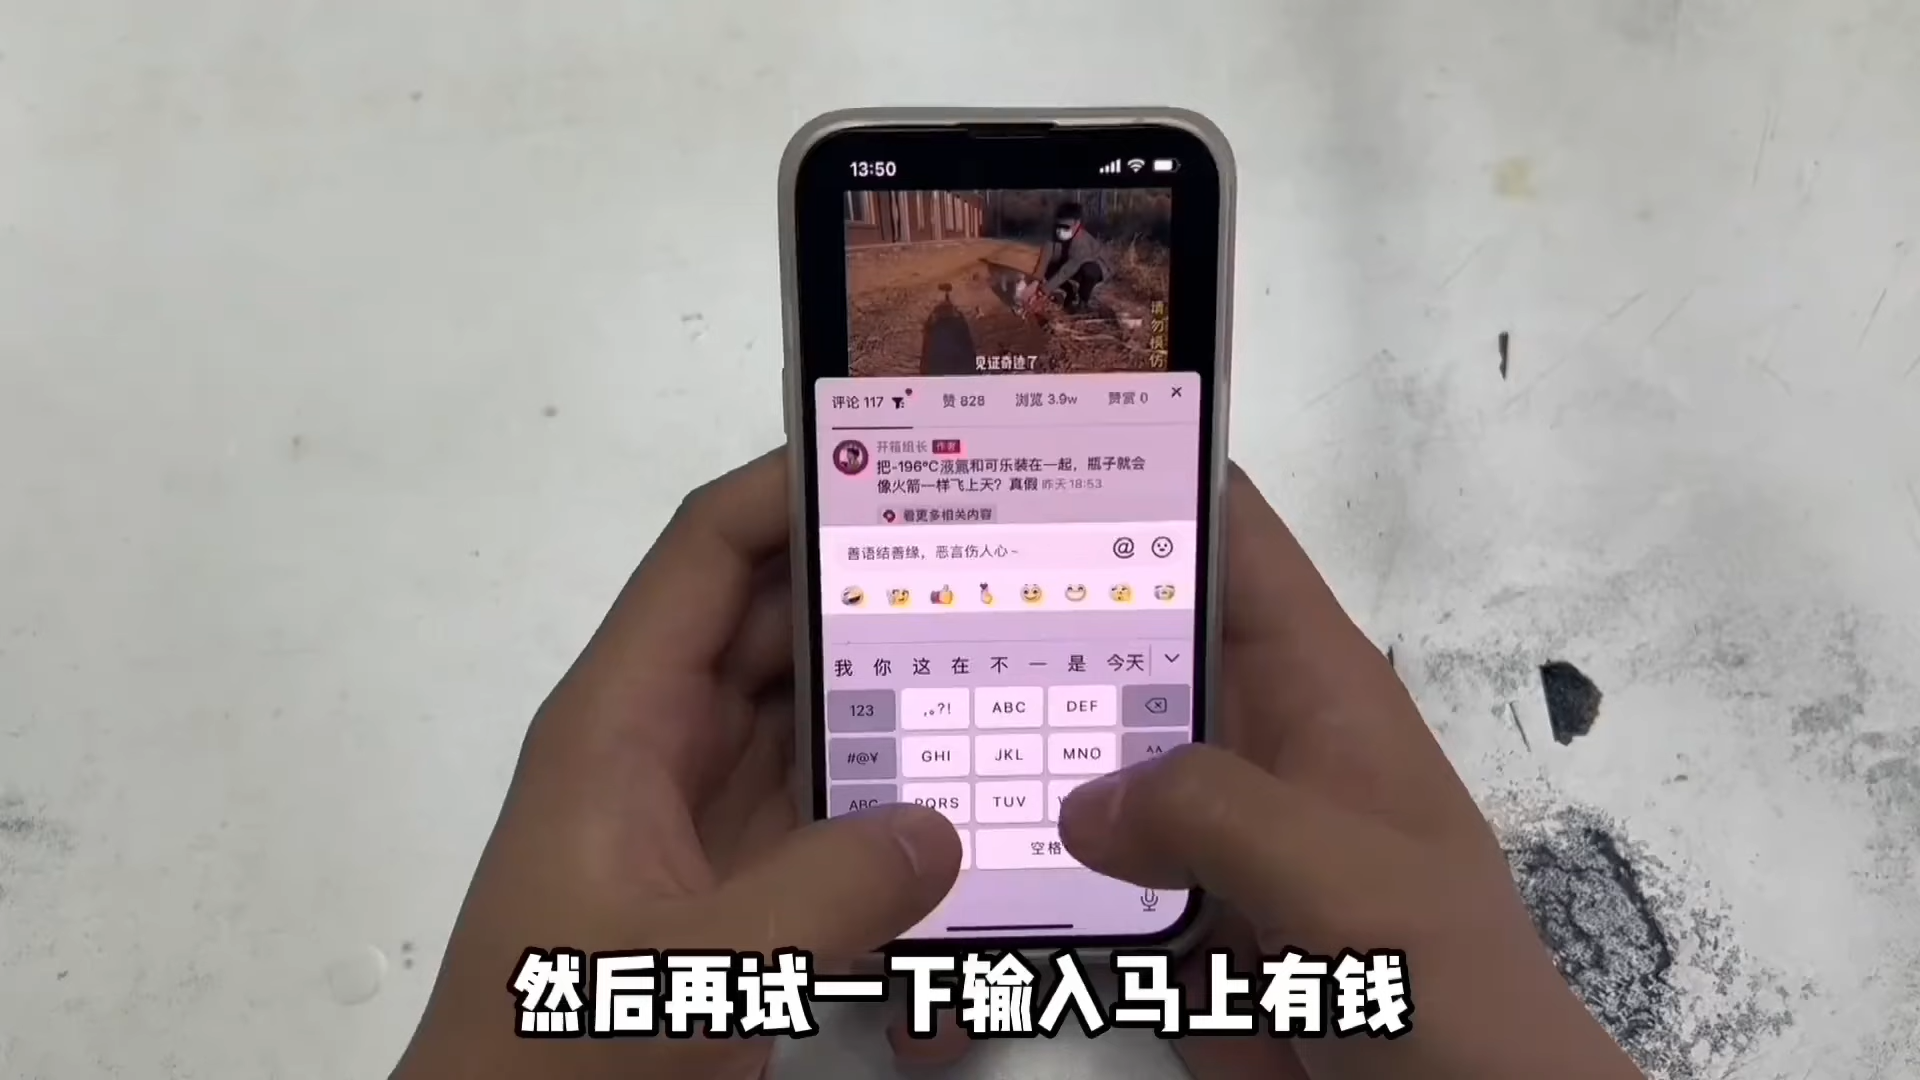 13:50
请勿模仿
见证奇迹了
评论 117 赞 828 浏览 3.9w 赞赏 0
开箱组长 作者
把-196°C液氮和可乐装在一起，瓶子就会
像火箭一样飞上天？真假 昨天18:53
看更多相关内容
善语结善缘，恶言伤人心~
我 你 这 在 不 一 是 今天
123 ,。?! ABC DEF
#@¥ GHI JKL MNO ^^
ABC PQRS TUV
空格
然后再试一下输入马上有钱